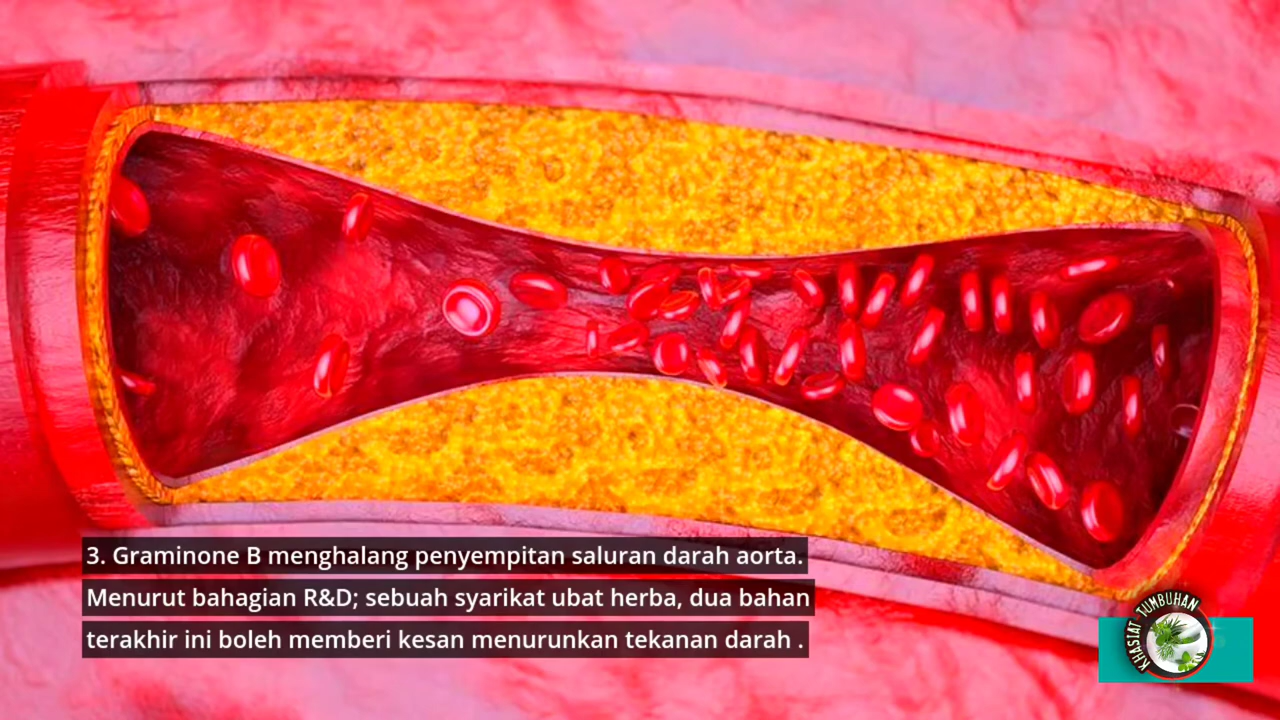 3. Graminone B menghalang penyempitan saluran darah aorta.
Menurut bahagian R&D; sebuah syarikat ubat herba, dua bahan
terakhir ini boleh memberi kesan menurunkan tekanan darah .
KHASIAT TUMBUHAN